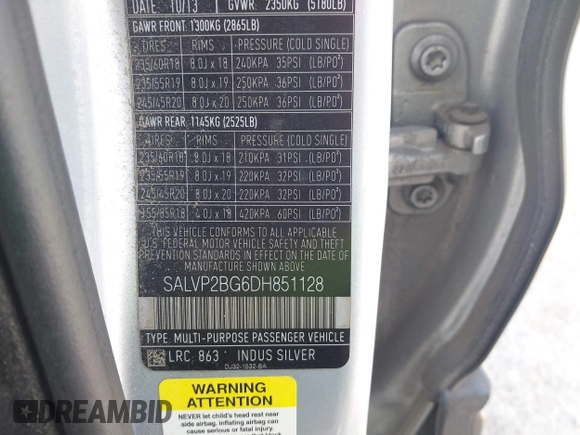 DATE 10/13 GVWR 2350KG (5180LB)
GAWR FRONT 1300KG (2865LB)
TIRES RIMS PRESSURE (COLD SINGLE)
235/60R18 8.0J x 18 240KPA 35PSI (LB/PO²)
235/55R19 8.0J x 19 250KPA 36PSI (LB/PO²)
245/45R20 8.0J x 20 250KPA 36PSI (LB/PO²)
GAWR REAR 1145KG (2525LB)
TIRES RIMS PRESSURE (COLD SINGLE)
235/60R18 8.0J x 18 210KPA 31PSI (LB/PO²)
235/55R19 8.0J x 19 220KPA 32PSI (LB/PO²)
245/45R20 8.0J x 20 220KPA 32PSI (LB/PO²)
4.0J x 18 420KPA 60PSI (LB/PO²)
THIS VEHICLE CONFORMS TO ALL APPLICABLE
U.S. FEDERAL MOTOR VEHICLE SAFETY AND THEFT
PREVENTION STANDARDS IN EFFECT ON THE DATE OF
MANUFACTURE SHOWN ABOVE
SALVP2BG6DH851128
TYPE: MULTI-PURPOSE PASSENGER VEHICLE
LRC: 863 INDUS SILVER
DJ32-1532-BA
WARNING
ATTENTION
NEVER let child's head rest near
side airbag. Inflating airbag can
cause serious or fatal injury.
DREAMBID